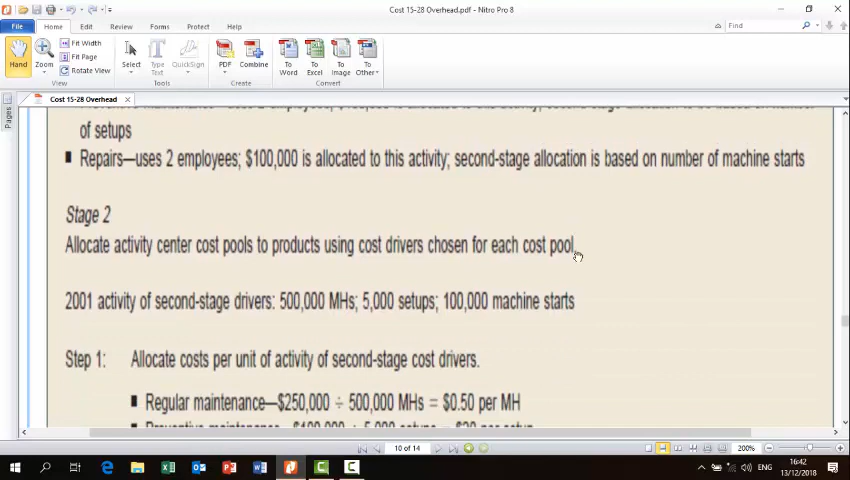 Cost 15-28 Overhead.pdf - Nitro Pro 8
File Home Edit Review Forms Protect Help
Find
Hand
Zoom
Fit Width
Fit Page
Rotate View
View
Select
Type Text
QuickSign
Tools
PDF
Combine
Create
To Word
To Excel
To Image
To Other
Convert
Cost 15-28 Overhead
Pages
of setups
■ Repairs—uses 2 employees; $100,000 is allocated to this activity; second-stage allocation is based on number of machine starts
Stage 2
Allocate activity center cost pools to products using cost drivers chosen for each cost pool.
2001 activity of second-stage drivers: 500,000 MHs; 5,000 setups; 100,000 machine starts
Step 1: Allocate costs per unit of activity of second-stage cost drivers.
■ Regular maintenance—$250,000 ÷ 500,000 MHs = $0.50 per MH
10 of 14
200%
ENG
16:42
13/12/2018